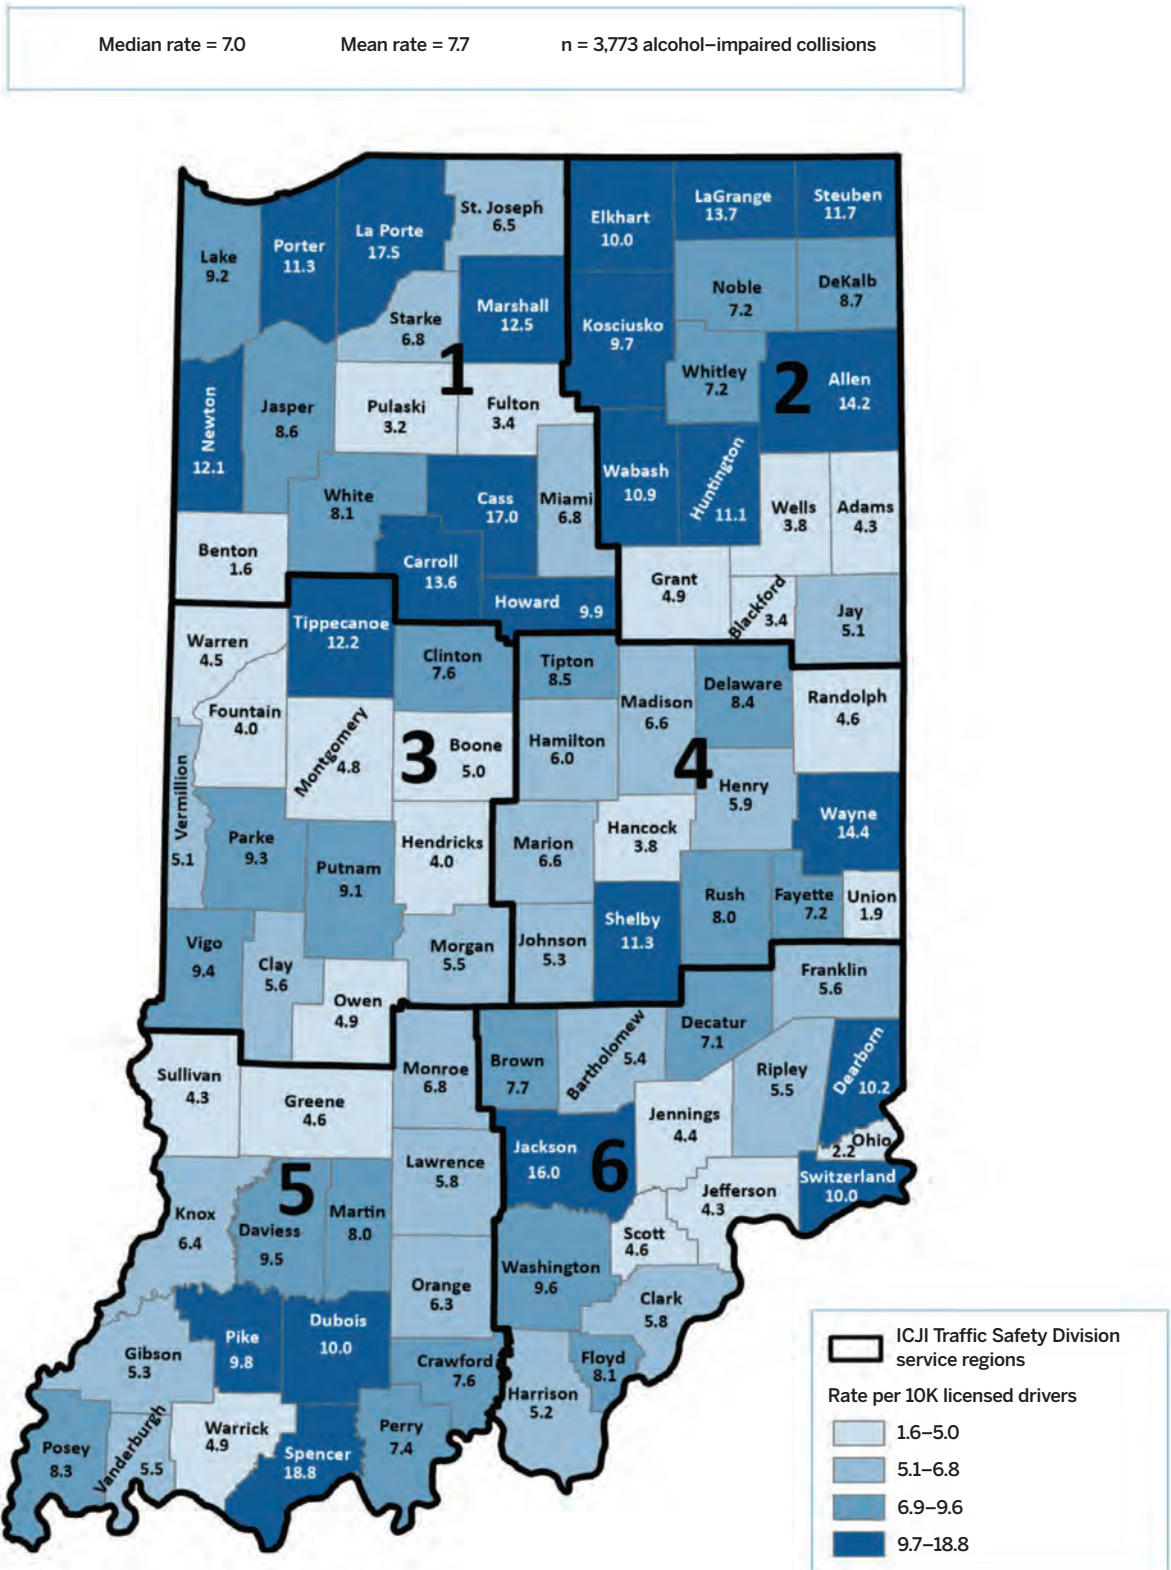 Median rate = 7.0 Mean rate = 7.7 n = 3,773 alcohol–impaired collisions
Lake
9.2
Porter
11.3
La Porte
17.5
St. Joseph
6.5
Elkhart
10.0
LaGrange
13.7
Steuben
11.7
Starke
6.8
Marshall
12.5
Kosciusko
9.7
Noble
7.2
DeKalb
8.7
1
Whitley
7.2
2
Allen
14.2
Newton
12.1
Jasper
8.6
Pulaski
3.2
Fulton
3.4
White
8.1
Cass
17.0
Miami
6.8
Wabash
10.9
Huntington
11.1
Wells
3.8
Adams
4.3
Benton
1.6
Carroll
13.6
Howard 9.9
Grant
4.9
Blackford
3.4
Jay
5.1
Warren
4.5
Tippecanoe
12.2
Clinton
7.6
Tipton
8.5
Madison
6.6
Delaware
8.4
Randolph
4.6
Fountain
4.0
Montgomery
4.8
3
Boone
5.0
Hamilton
6.0
4
Henry
5.9
Vermillion
5.1
Parke
9.3
Putnam
9.1
Hendricks
4.0
Marion
6.6
Hancock
3.8
Wayne
14.4
Rush
8.0
Fayette
7.2
Union
1.9
Vigo
9.4
Clay
5.6
Morgan
5.5
Johnson
5.3
Shelby
11.3
Owen
4.9
Franklin
5.6
Decatur
7.1
Sullivan
4.3
Greene
4.6
Monroe
6.8
Brown
7.7
Bartholomew
5.4
Ripley
5.5
Dearborn
10.2
Jennings
4.4
Ohio
2.2
Jackson
16.0
6
Switzerland
10.0
Jefferson
4.3
Lawrence
5.8
5
Knox
6.4
Daviess
9.5
Martin
8.0
Scott
4.6
Washington
9.6
Orange
6.3
Clark
5.8
Gibson
5.3
Pike
9.8
Dubois
10.0
Crawford
7.6
Floyd
8.1
Harrison
5.2
Posey
8.3
Vanderburgh
5.5
Warrick
4.9
Spencer
18.8
Perry
7.4
ICJI Traffic Safety Division
service regions
Rate per 10K licensed drivers
1.6–5.0
5.1–6.8
6.9–9.6
9.7–18.8